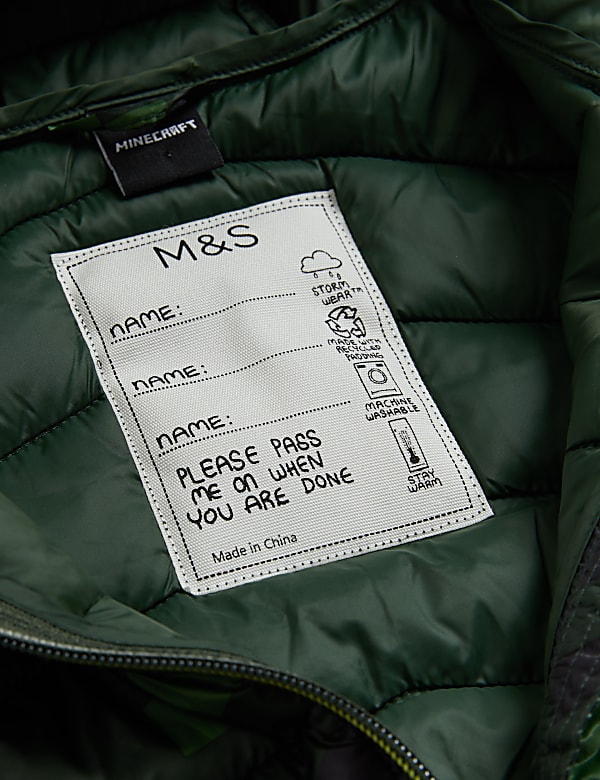 MINECRAFT
M&S
NAME:
NAME:
NAME:
PLEASE PASS
ME ON WHEN
YOU ARE DONE
Made in China
STORM
WEAR™
MADE WITH
RECYCLED
PADDING
MACHINE
WASHABLE
STAY
WARM